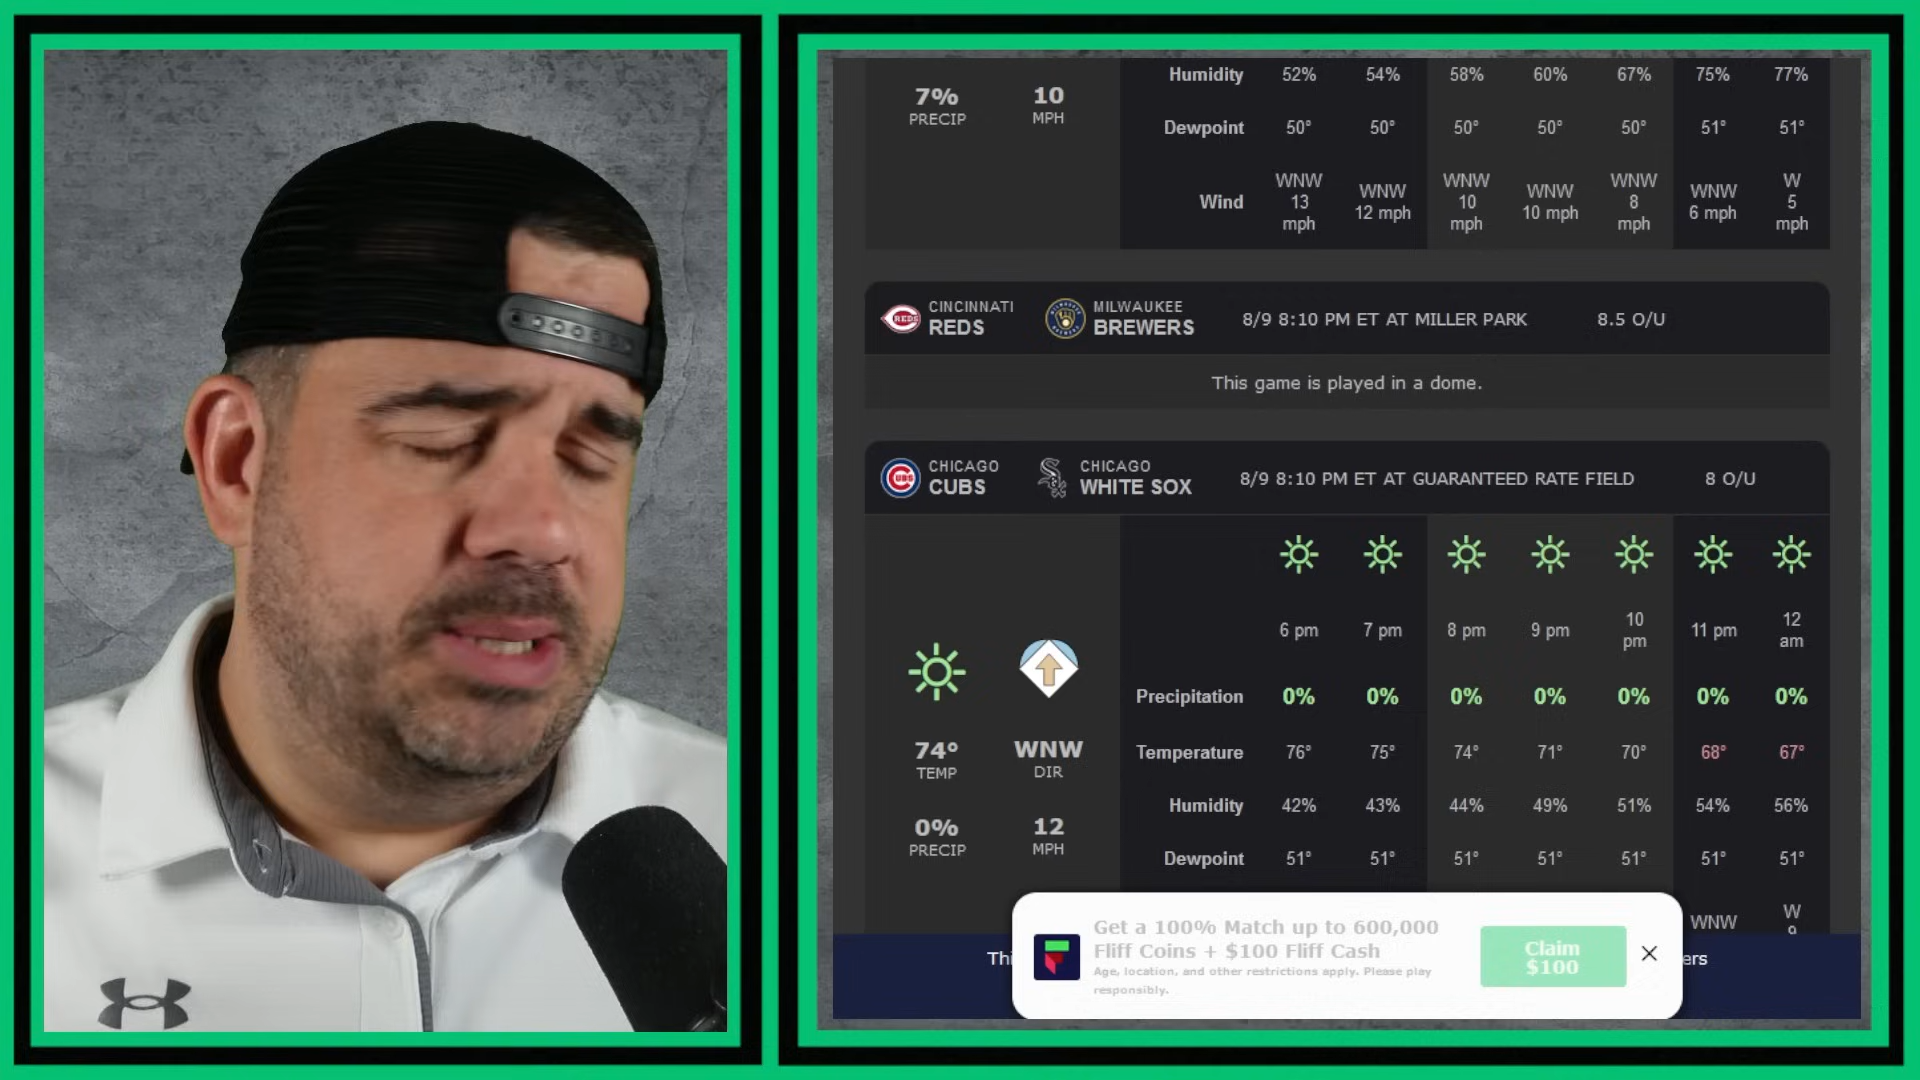 Humidity 52% 54% 58% 60% 67% 75% 77%
7% 10
PRECIP MPH
Dewpoint 50° 50° 50° 50° 50° 51° 51°
Wind WNW 13 mph WNW 12 mph WNW 10 mph WNW 10 mph WNW 8 mph WNW 6 mph W 5 mph
CINCINNATI REDS MILWAUKEE BREWERS 8/9 8:10 PM ET AT MILLER PARK 8.5 O/U
This game is played in a dome.
CHICAGO CUBS CHICAGO WHITE SOX 8/9 8:10 PM ET AT GUARANTEED RATE FIELD 8 O/U
6 pm 7 pm 8 pm 9 pm 10 pm 11 pm 12 am
Precipitation 0% 0% 0% 0% 0% 0% 0%
74° WNW
TEMP DIR
Temperature 76° 75° 74° 71° 70° 68° 67°
Humidity 42% 43% 44% 49% 51% 54% 56%
0% 12
PRECIP MPH
Dewpoint 51° 51° 51° 51° 51° 51° 51°
WNW W 9
Thi
Get a 100% Match up to 600,000
Fliff Coins + $100 Fliff Cash
Age, location, and other restrictions apply. Please play
responsibly.
Claim
$100
ers